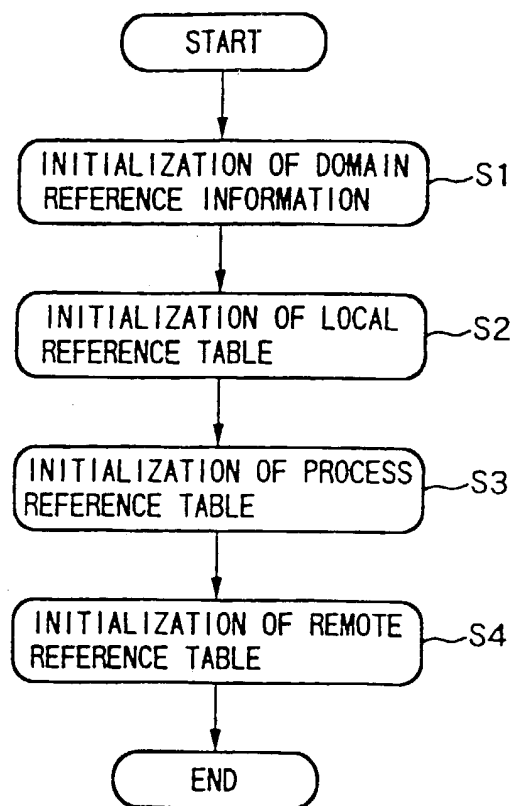 START
INITIALIZATION OF DOMAIN
REFERENCE INFORMATION
S1
INITIALIZATION OF LOCAL
REFERENCE TABLE
S2
INITIALIZATION OF PROCESS
REFERENCE TABLE
S3
INITIALIZATION OF REMOTE
REFERENCE TABLE
S4
END